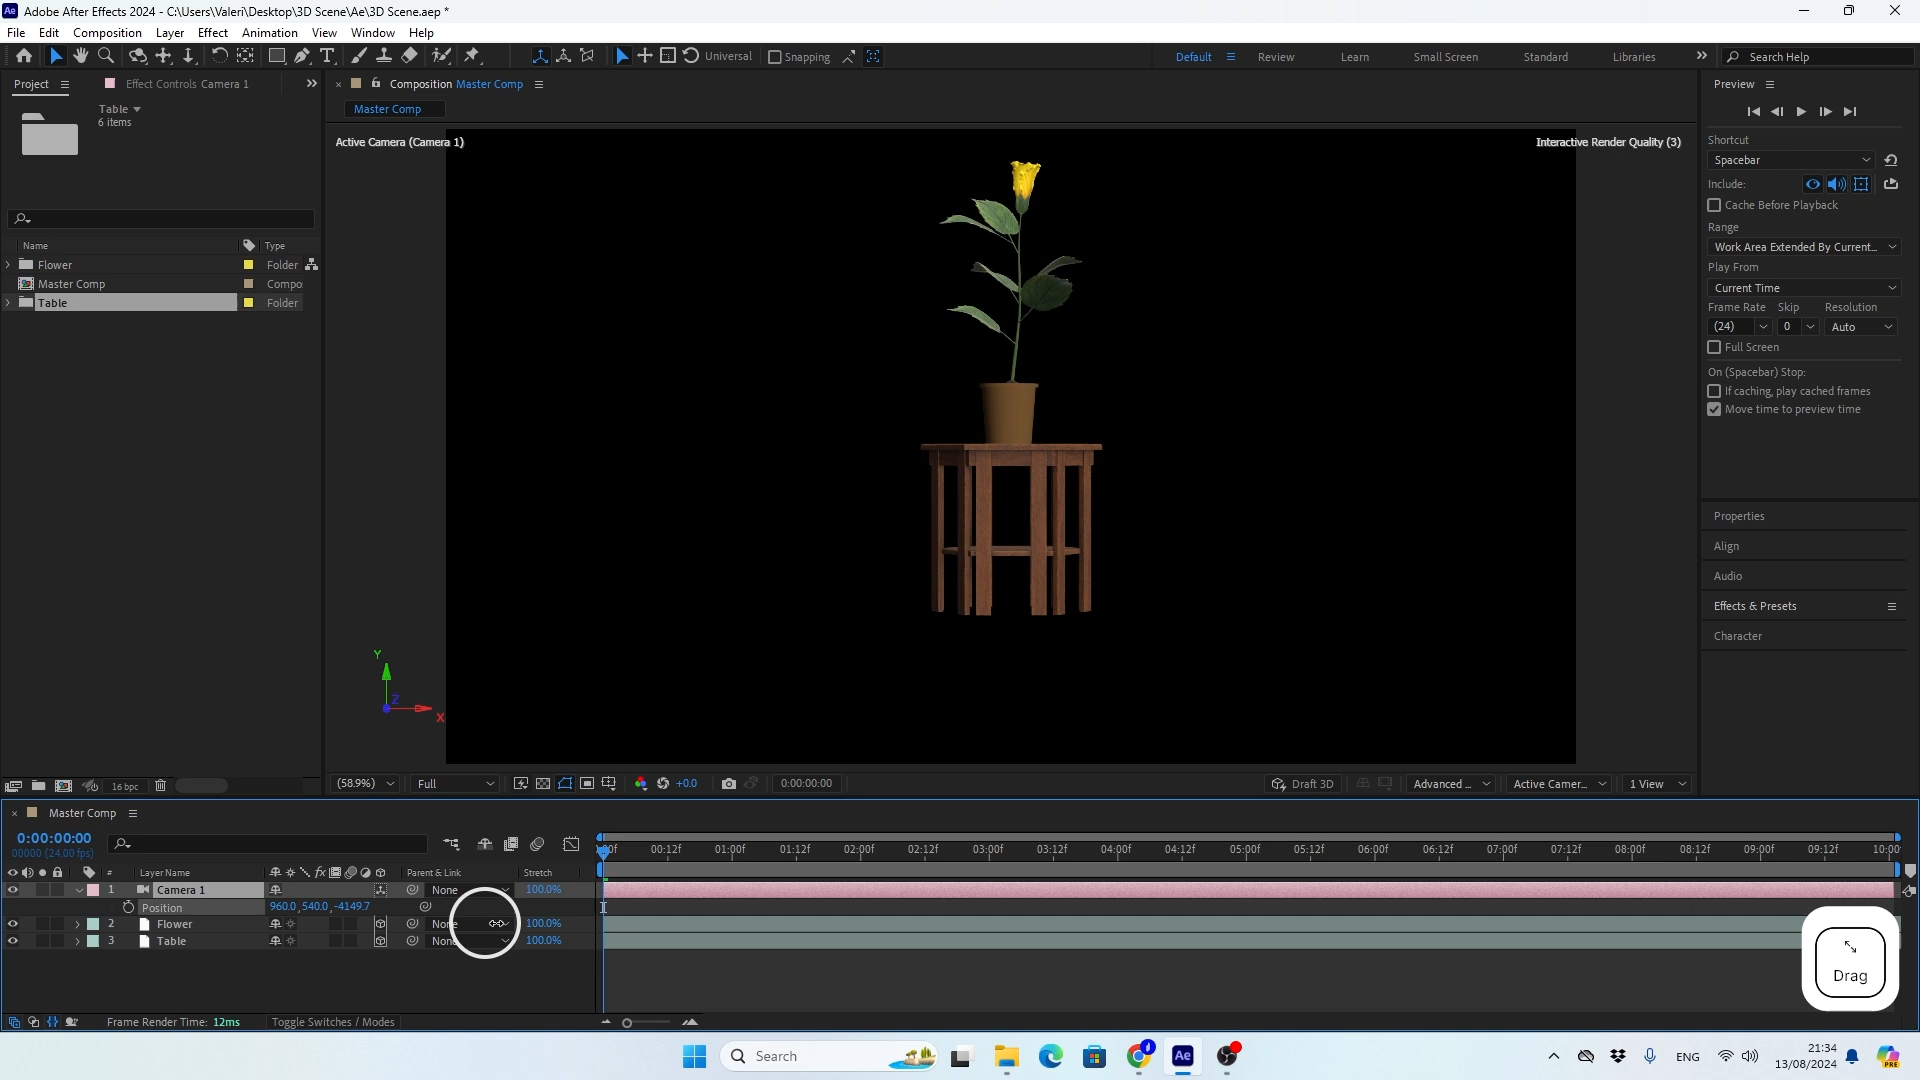 Adobe After Effects 2024 - C:\Users\Valeri\Desktop\3D Scene\Ae\3D Scene.aep *
File Edit Composition Layer Effect Animation View Window Help
Universal Snapping Default Review Learn Small Screen Standard Libraries Search Help
Project Effect Controls Camera 1
Table
6 items
Name Type
Flower Folder
Master Comp Compo
Table Folder
16 bpc
Composition Master Comp
Master Comp
Active Camera (Camera 1)
Interactive Render Quality (3)
Y
Z
X
(58.9%) Full +0.0 0:00:00:00 Draft 3D Advanced ... Active Camer... 1 View
Preview
Shortcut
Spacebar
Include:
Cache Before Playback
Range
Work Area Extended By Current...
Play From
Current Time
Frame Rate Skip Resolution
(24) 0 Auto
Full Screen
On (Spacebar) Stop:
If caching, play cached frames
Move time to preview time
Properties
Align
Audio
Effects & Presets
Character
Master Comp
0:00:00:00
00000 (24.00 fps)
00:12f 01:00f 01:12f 02:00f 02:12f 03:00f 03:12f 04:00f 04:12f 05:00f 05:12f 06:00f 06:12f 07:00f 07:12f 08:00f 08:12f 09:00f 09:12f 10:00
# Layer Name fx Parent & Link Stretch
1 Camera 1 None 100.0%
Position 960.0,540.0,-4149.7
2 Flower None 100.0%
3 Table None 100.0%
Drag
Frame Render Time: 12ms Toggle Switches / Modes
Search Ae ENG 21:34
13/08/2024
PRE